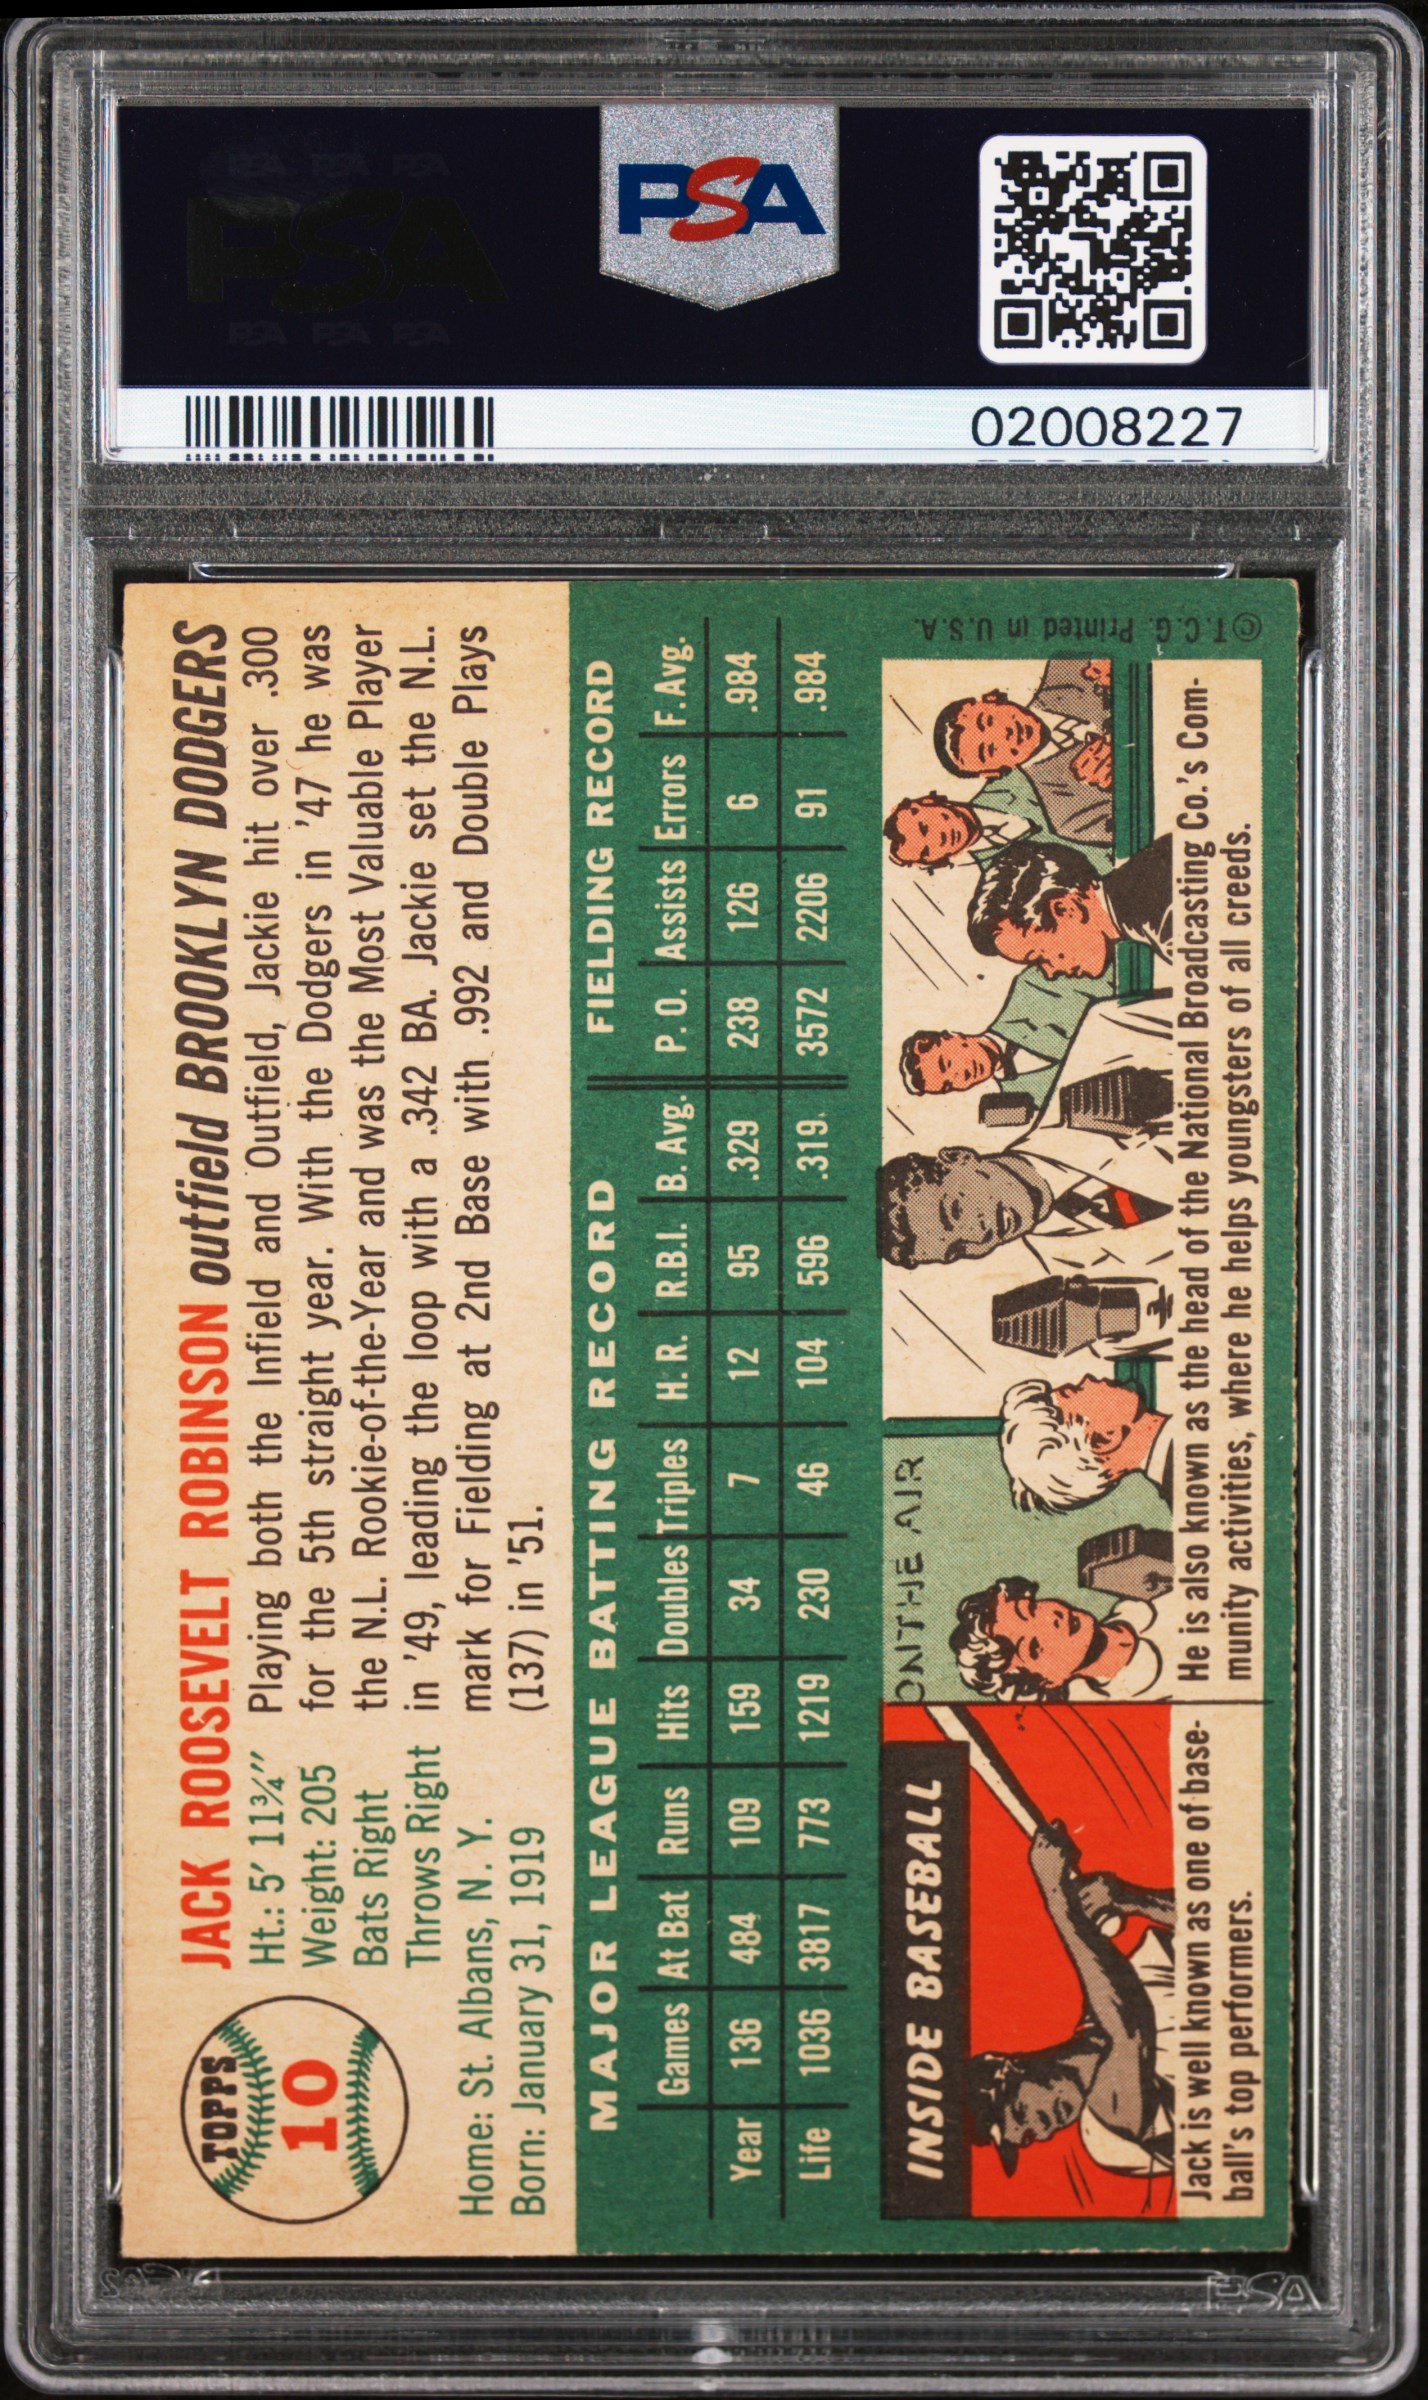 PSA
02008227
TOPPS
10
JACK ROOSEVELT ROBINSON outfield BROOKLYN DODGERS
Ht.: 5' 11¾"
Weight: 205
Bats Right
Throws Right
Home: St. Albans, N. Y.
Born: January 31, 1919
Playing both the Infield and Outfield, Jackie hit over .300
for the 5th straight year. With the Dodgers in '47 he was
the N.L. Rookie-of-the-Year and was the Most Valuable Player
in '49, leading the loop with a .342 BA. Jackie set the N.L.
mark for Fielding at 2nd Base with .992 and Double Plays
(137) in '51.
MAJOR LEAGUE BATTING RECORD FIELDING RECORD
Games At Bat Runs Hits Doubles Triples H. R. R.B.I. B. Avg. P. O. Assists Errors F. Avg.
Year 136 484 109 159 34 7 12 95 .329 238 126 6 .984
Life 1036 3817 773 1219 230 46 104 596 .319 3572 2206 91 .984
INSIDE BASEBALL
ON THE AIR
Jack is well known as one of base-
ball's top performers.
He is also known as the head of the National Broadcasting Co.'s Com-
munity activities, where he helps youngsters of all creeds.
©T.C.G. Printed in U.S.A.
PSA